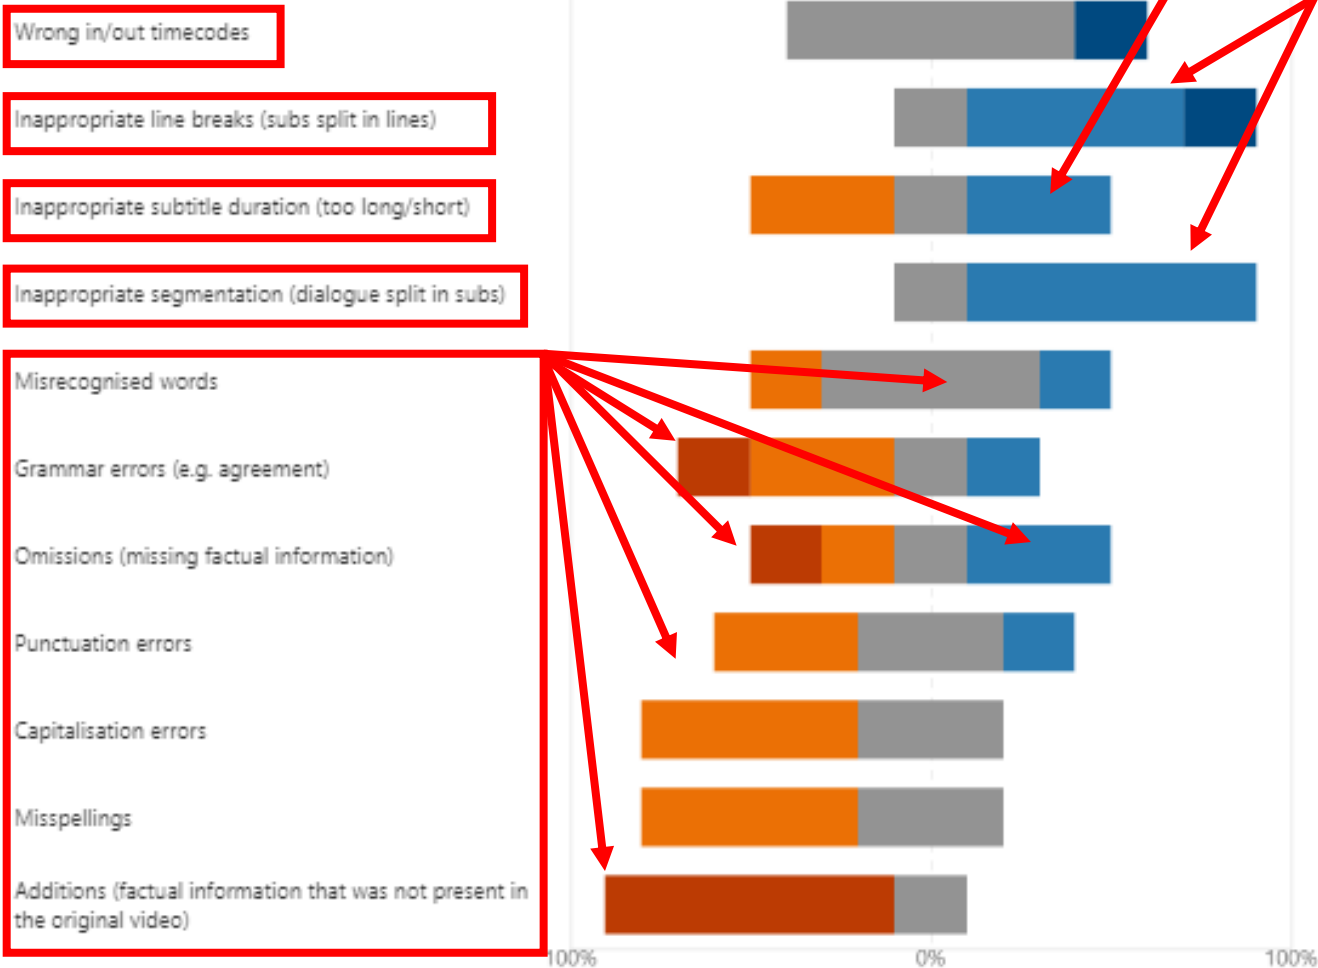 Wrong in/out timecodes
Inappropriate line breaks (subs split in lines)
Inappropriate subtitle duration (too long/short)
Inappropriate segmentation (dialogue split in subs)
Misrecognised words
Grammar errors (e.g. agreement)
Omissions (missing factual information)
Punctuation errors
Capitalisation errors
Misspellings
Additions (factual information that was not present in
the original video)
100% 0% 100%